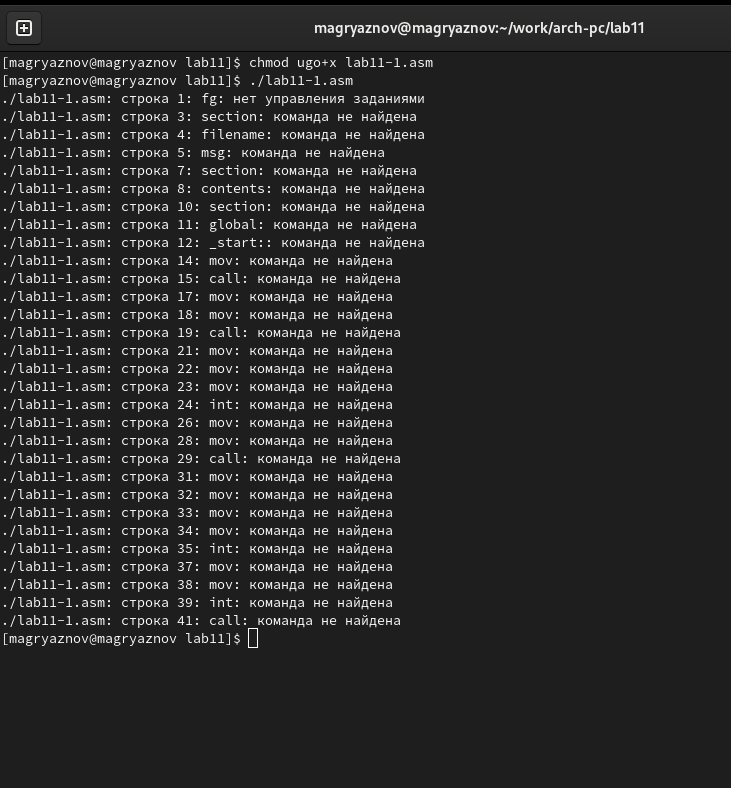 magryaznov@magryaznov:~/work/arch-pc/lab11
[magryaznov@magryaznov lab11]$ chmod ugo+x lab11-1.asm
[magryaznov@magryaznov lab11]$ ./lab11-1.asm
./lab11-1.asm: строка 1: fg: нет управления заданиями
./lab11-1.asm: строка 3: section: команда не найдена
./lab11-1.asm: строка 4: filename: команда не найдена
./lab11-1.asm: строка 5: msg: команда не найдена
./lab11-1.asm: строка 7: section: команда не найдена
./lab11-1.asm: строка 8: contents: команда не найдена
./lab11-1.asm: строка 10: section: команда не найдена
./lab11-1.asm: строка 11: global: команда не найдена
./lab11-1.asm: строка 12: _start:: команда не найдена
./lab11-1.asm: строка 14: mov: команда не найдена
./lab11-1.asm: строка 15: call: команда не найдена
./lab11-1.asm: строка 17: mov: команда не найдена
./lab11-1.asm: строка 18: mov: команда не найдена
./lab11-1.asm: строка 19: call: команда не найдена
./lab11-1.asm: строка 21: mov: команда не найдена
./lab11-1.asm: строка 22: mov: команда не найдена
./lab11-1.asm: строка 23: mov: команда не найдена
./lab11-1.asm: строка 24: int: команда не найдена
./lab11-1.asm: строка 26: mov: команда не найдена
./lab11-1.asm: строка 28: mov: команда не найдена
./lab11-1.asm: строка 29: call: команда не найдена
./lab11-1.asm: строка 31: mov: команда не найдена
./lab11-1.asm: строка 32: mov: команда не найдена
./lab11-1.asm: строка 33: mov: команда не найдена
./lab11-1.asm: строка 34: mov: команда не найдена
./lab11-1.asm: строка 35: int: команда не найдена
./lab11-1.asm: строка 37: mov: команда не найдена
./lab11-1.asm: строка 38: mov: команда не найдена
./lab11-1.asm: строка 39: int: команда не найдена
./lab11-1.asm: строка 41: call: команда не найдена
[magryaznov@magryaznov lab11]$